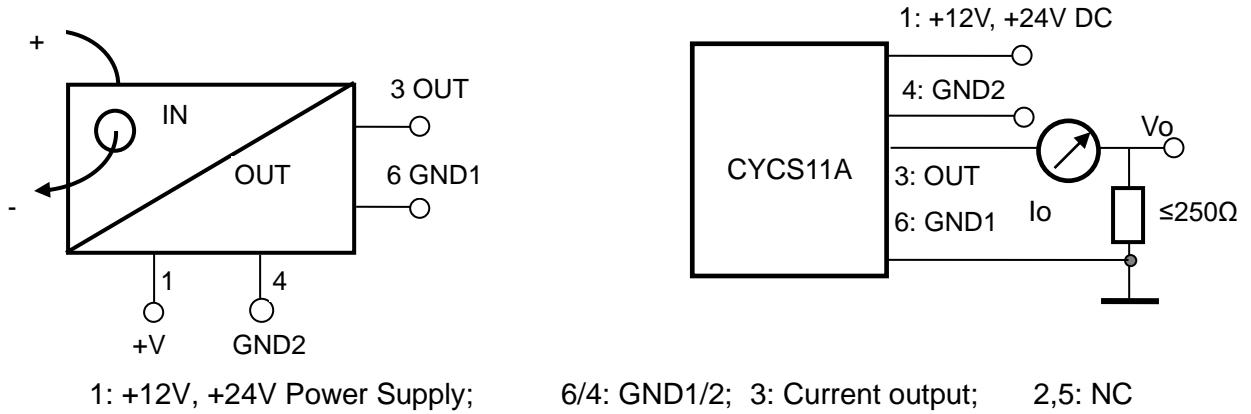 +
IN
OUT
-
3 OUT
6 GND1
1
4
+V
GND2
1: +12V, +24V DC
4: GND2
Vo
CYCS11A
3: OUT
Io
≤250Ω
6: GND1
1: +12V, +24V Power Supply; 6/4: GND1/2; 3: Current output; 2,5: NC